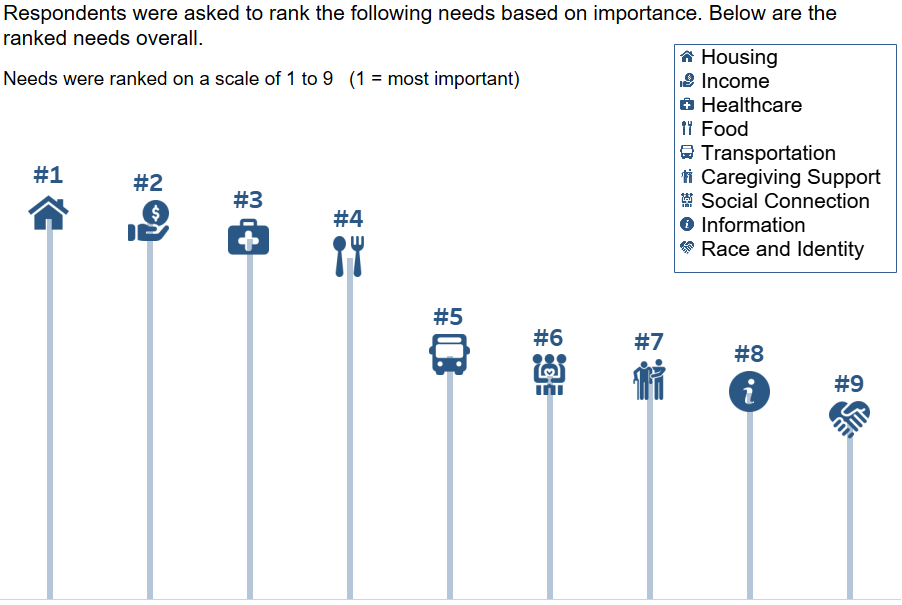 Respondents were asked to rank the following needs based on importance. Below are the
ranked needs overall.
Needs were ranked on a scale of 1 to 9 (1 = most important)
Housing
Income
Healthcare
Food
Transportation
Caregiving Support
Social Connection
Information
Race and Identity
#1
#2
#3
#4
#5
#6
#7
#8
#9
$
i